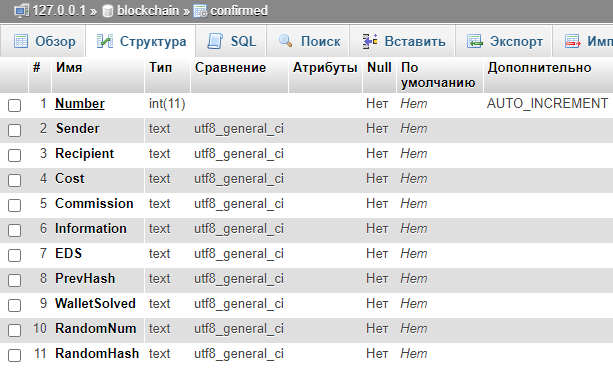 127.0.0.1 » blockchain » confirmed
Обзор Структура SQL Поиск Вставить Экспорт Имп
# Имя Тип Сравнение Атрибуты Null По умолчанию Дополнительно
1 Number int(11) Нет Нет AUTO_INCREMENT
2 Sender text utf8_general_ci Нет Нет
3 Recipient text utf8_general_ci Нет Нет
4 Cost text utf8_general_ci Нет Нет
5 Commission text utf8_general_ci Нет Нет
6 Information text utf8_general_ci Нет Нет
7 EDS text utf8_general_ci Нет Нет
8 PrevHash text utf8_general_ci Нет Нет
9 WalletSolved text utf8_general_ci Нет Нет
10 RandomNum text utf8_general_ci Нет Нет
11 RandomHash text utf8_general_ci Нет Нет